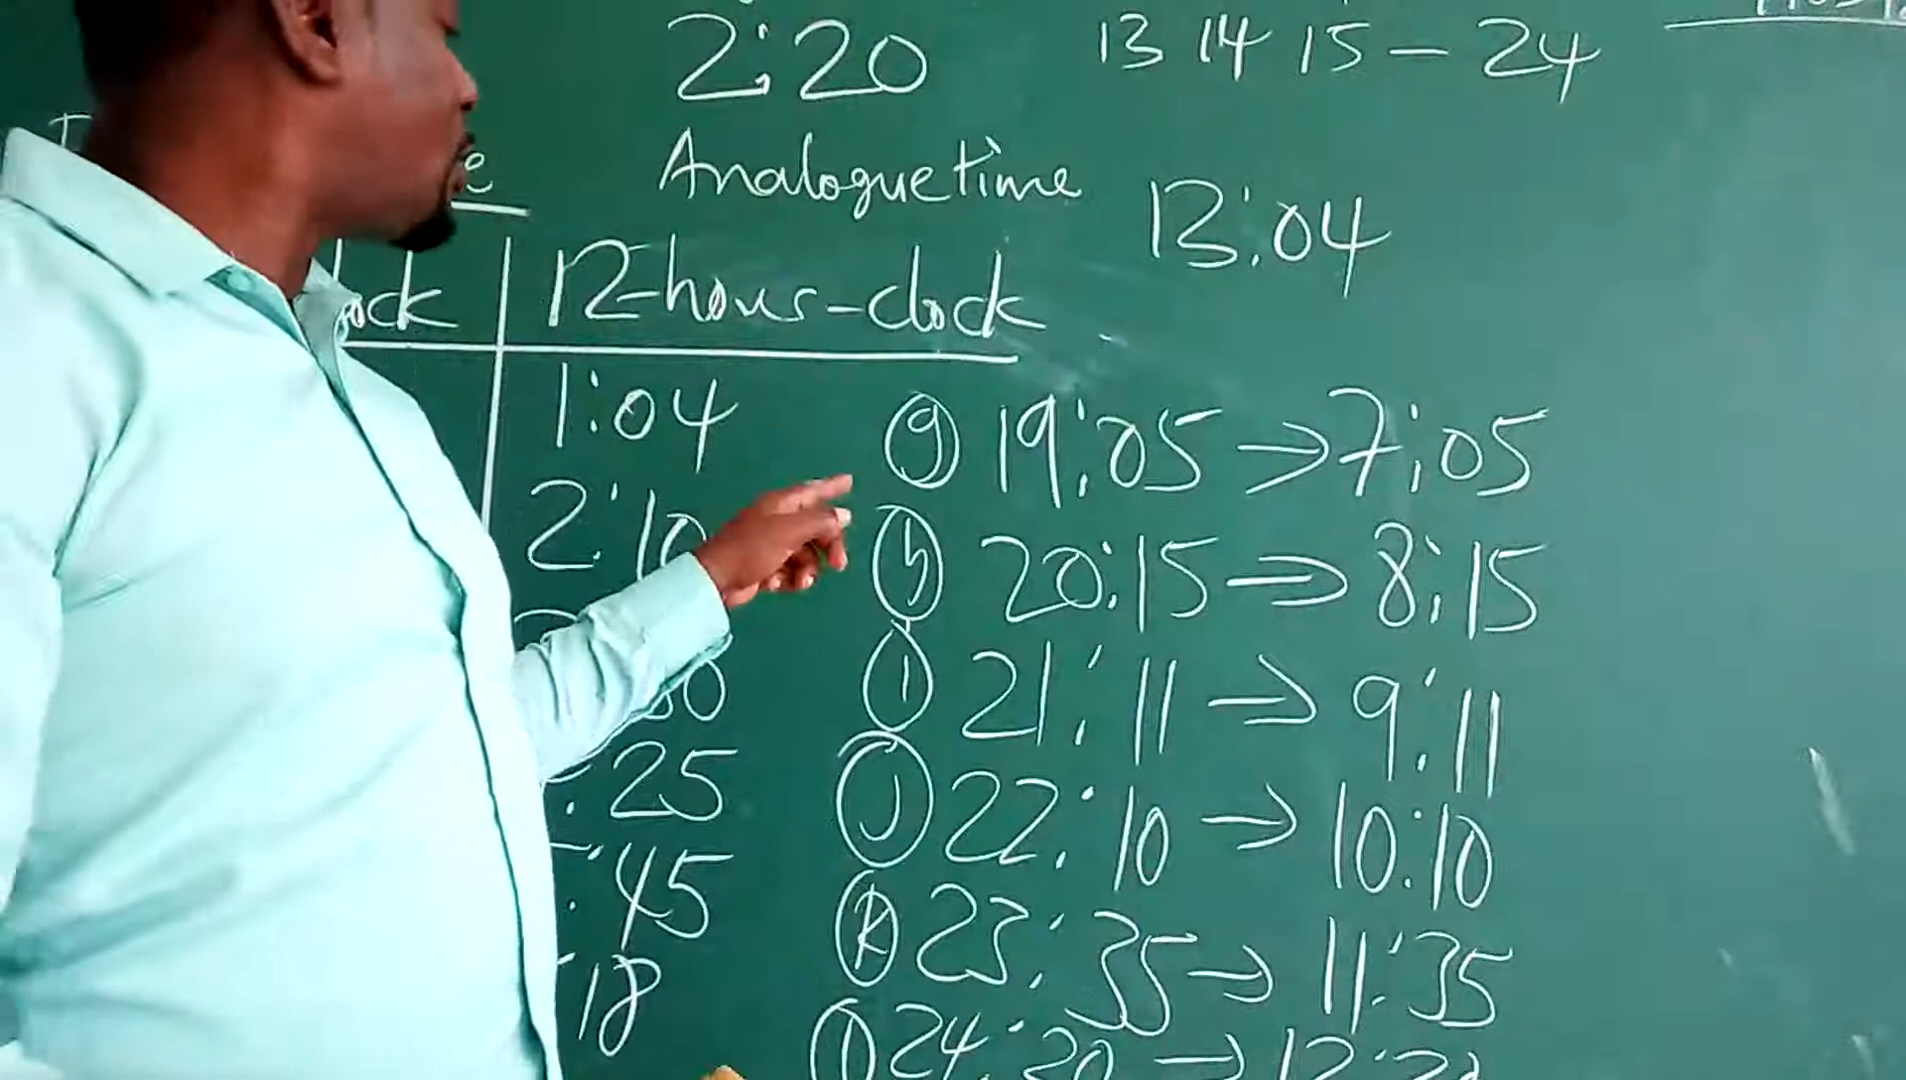 2:20
13 14 15 - 24
Analogue time
13:04
12-hour-clock
1:04
2:10
:25
:45
:18
g 19:05 → 7:05
h 20:15 → 8:15
i 21:11 → 9:11
J 22:10 → 10:10
K 23:35 → 11:35
24:20 → 12:20